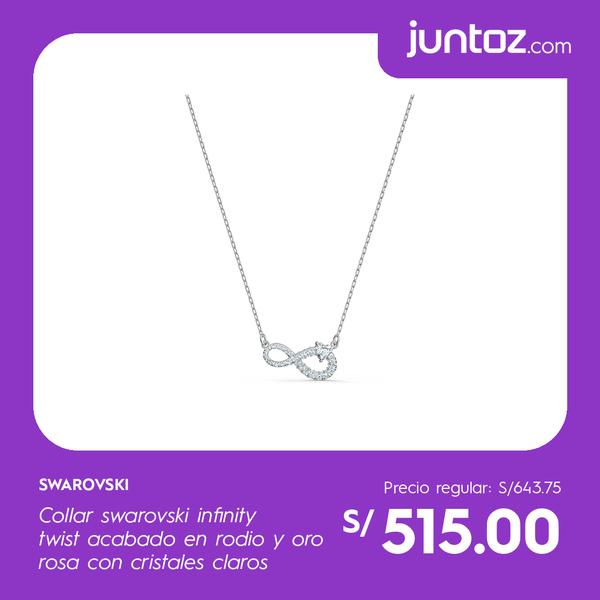 juntoz.com
SWAROVSKI
Collar swarovski infinity
twist acabado en rodio y oro
rosa con cristales claros
Precio regular: S/643.75
S/515.00